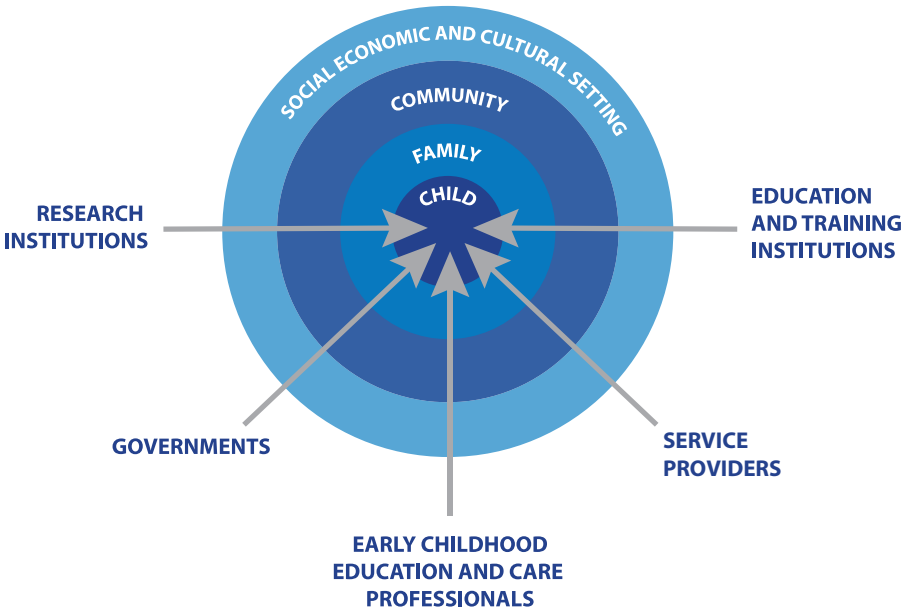 SOCIAL ECONOMIC AND CULTURAL SETTING
COMMUNITY
FAMILY
CHILD
RESEARCH
INSTITUTIONS
EDUCATION
AND TRAINING
INSTITUTIONS
GOVERNMENTS
SERVICE
PROVIDERS
EARLY CHILDHOOD
EDUCATION AND CARE
PROFESSIONALS